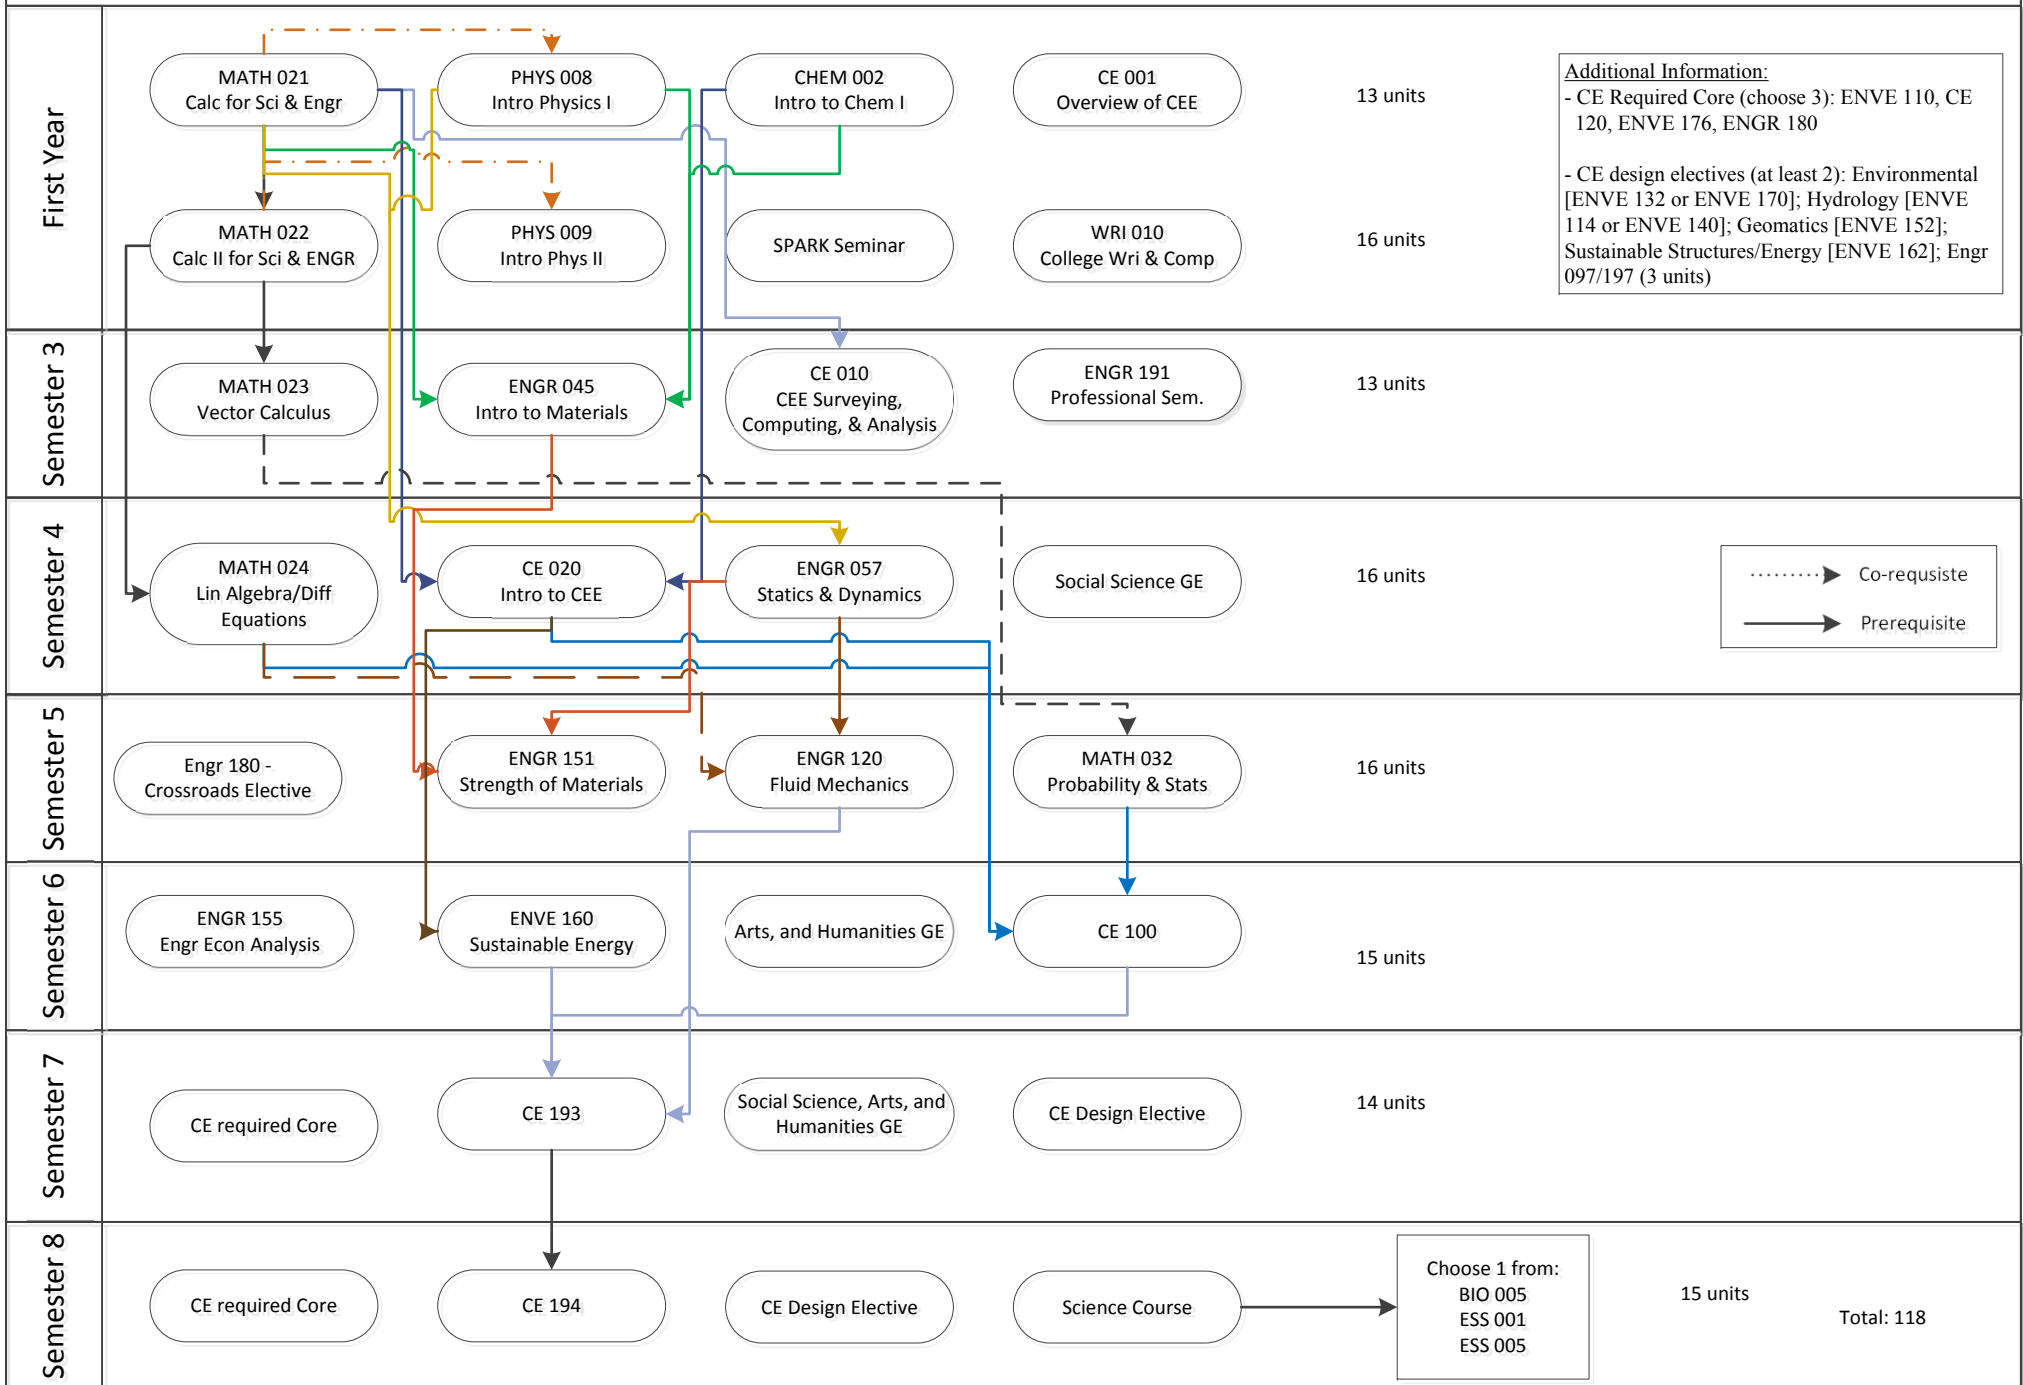 First Year
MATH 021
Calc for Sci & Engr
PHYS 008
Intro Physics I
CHEM 002
Intro to Chem I
CE 001
Overview of CEE
13 units
Additional Information:
- CE Required Core (choose 3): ENVE 110, CE
120, ENVE 176, ENGR 180
- CE design electives (at least 2): Environmental
[ENVE 132 or ENVE 170]; Hydrology [ENVE
114 or ENVE 140]; Geomatics [ENVE 152];
Sustainable Structures/Energy [ENVE 162]; Engr
097/197 (3 units)
MATH 022
Calc II for Sci & ENGR
PHYS 009
Intro Phys II
SPARK Seminar
WRI 010
College Wri & Comp
16 units
Semester 3
MATH 023
Vector Calculus
ENGR 045
Intro to Materials
CE 010
CEE Surveying,
Computing, & Analysis
ENGR 191
Professional Sem.
13 units
Semester 4
MATH 024
Lin Algebra/Diff
Equations
CE 020
Intro to CEE
ENGR 057
Statics & Dynamics
Social Science GE
16 units
Co-requsiste
Prerequisite
Semester 5
Engr 180 -
Crossroads Elective
ENGR 151
Strength of Materials
ENGR 120
Fluid Mechanics
MATH 032
Probability & Stats
16 units
Semester 6
ENGR 155
Engr Econ Analysis
ENVE 160
Sustainable Energy
Arts, and Humanities GE
CE 100
15 units
Semester 7
CE required Core
CE 193
Social Science, Arts, and
Humanities GE
CE Design Elective
14 units
Semester 8
CE required Core
CE 194
CE Design Elective
Science Course
Choose 1 from:
BIO 005
ESS 001
ESS 005
15 units
Total: 118